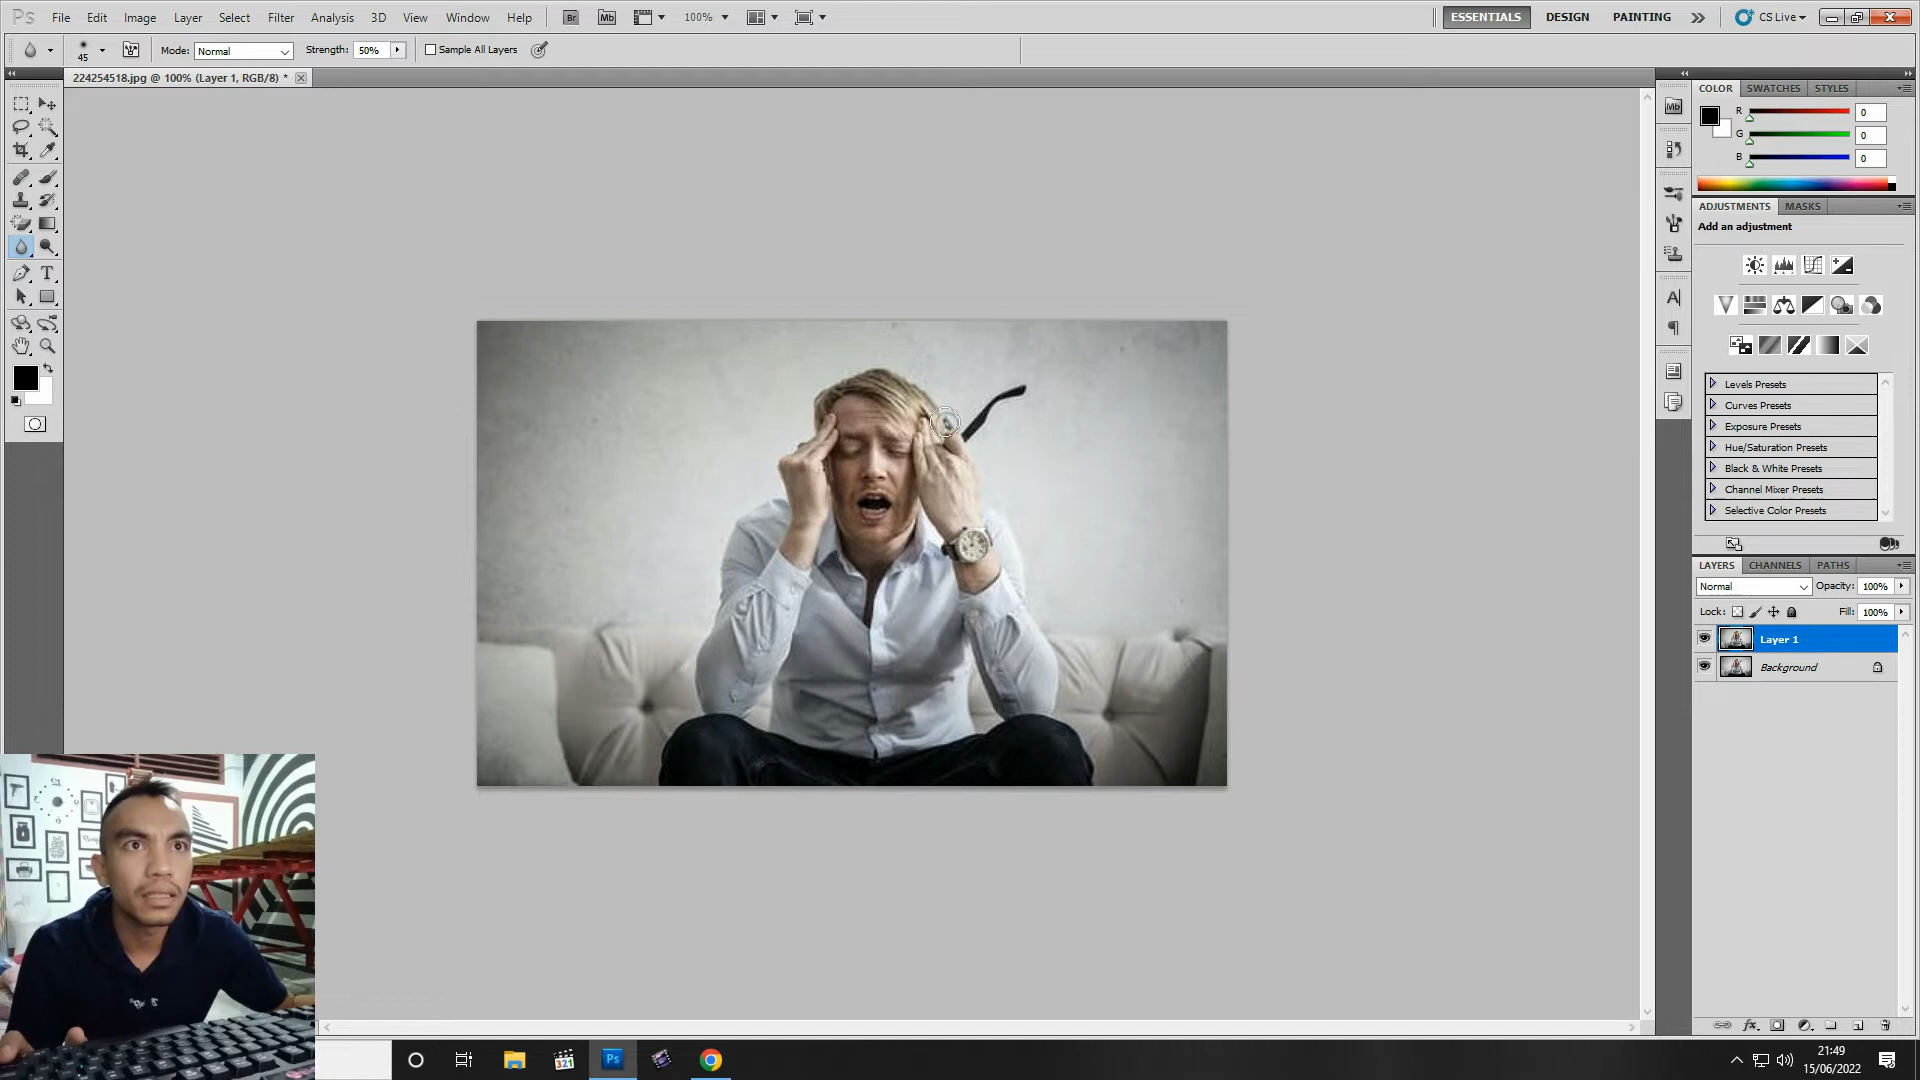 Ps File Edit Image Layer Select Filter Analysis 3D View Window Help Br Mb 100% ESSENTIALS DESIGN PAINTING CS Live
45 Mode: Normal Strength: 50% Sample All Layers
224254518.jpg @ 100% (Layer 1, RGB/8) *
COLOR SWATCHES STYLES
Mb
R 0
G 0
B 0
ADJUSTMENTS MASKS
Add an adjustment
Levels Presets
Curves Presets
Exposure Presets
Hue/Saturation Presets
Black & White Presets
Channel Mixer Presets
Selective Color Presets
LAYERS CHANNELS PATHS
Normal Opacity: 100%
Lock: Fill: 100%
Layer 1
Background
321
Ps
21:49
15/06/2022